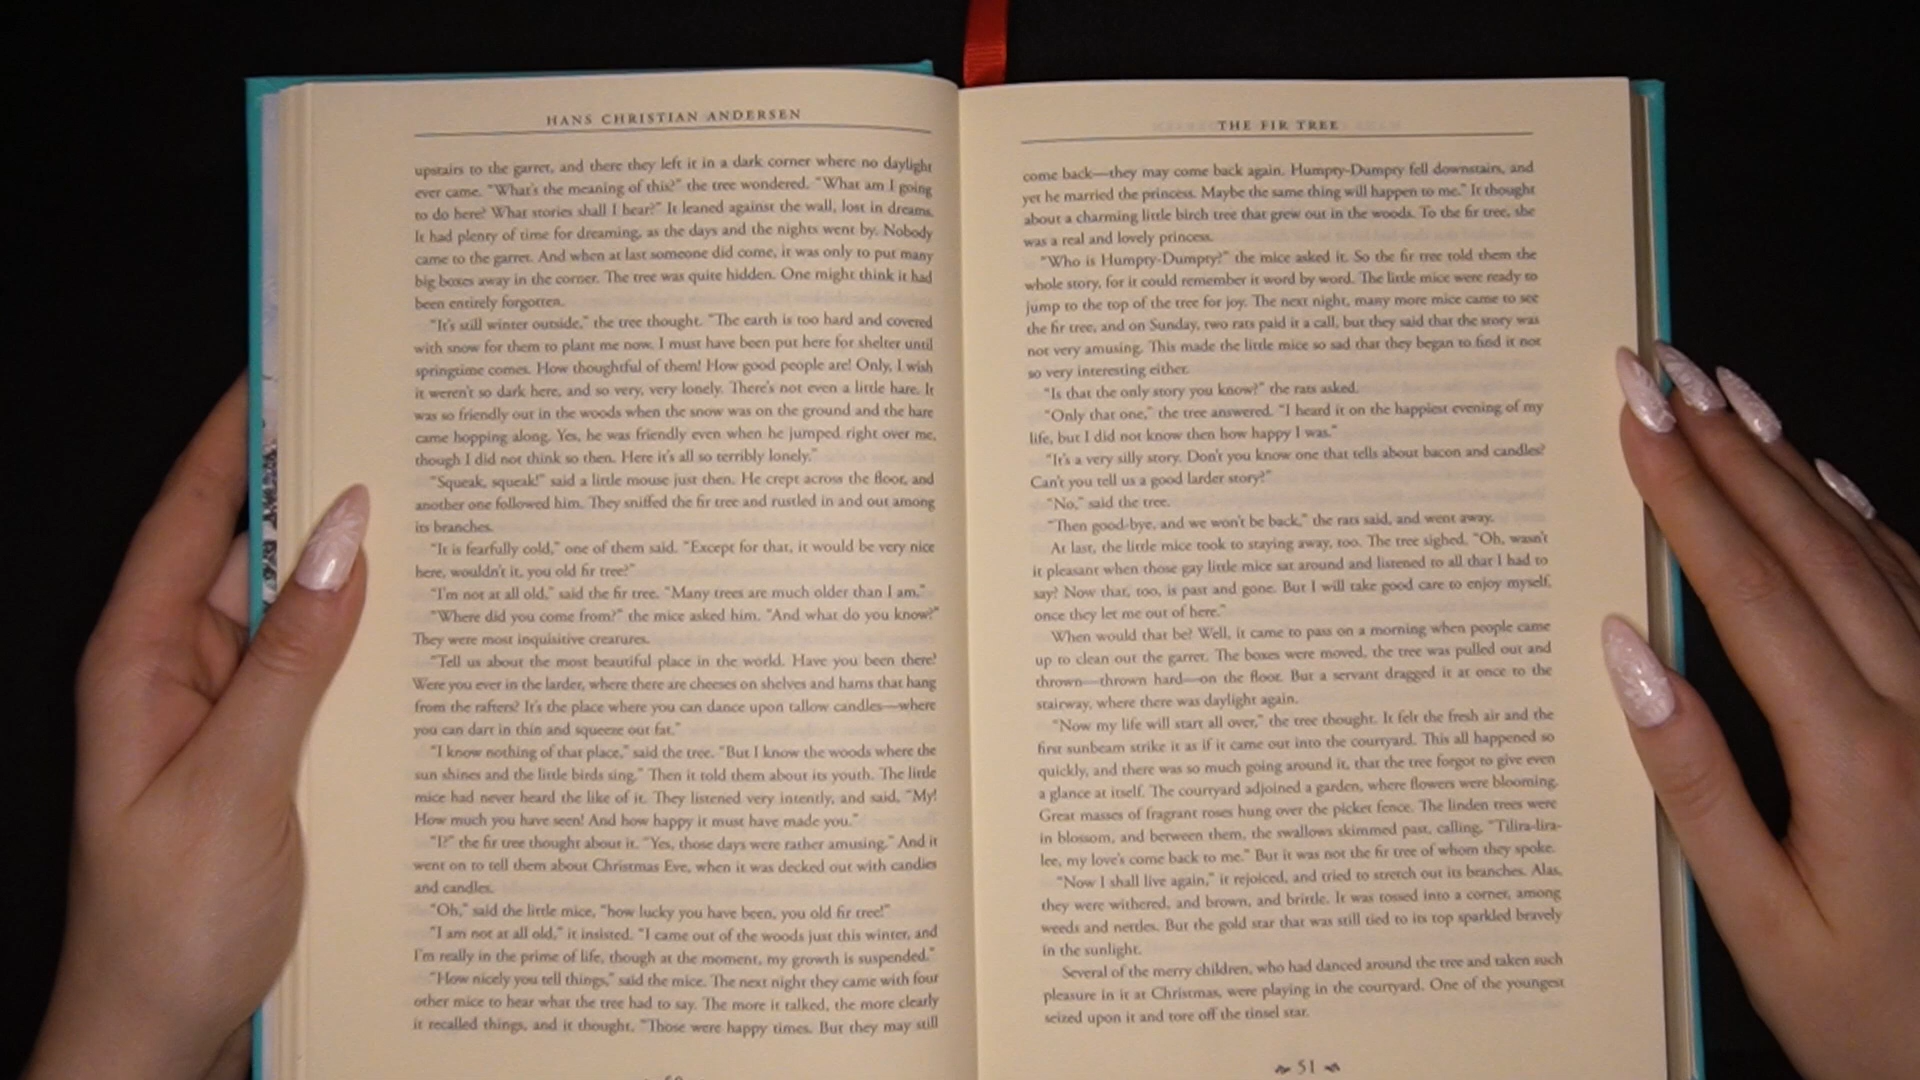 HANS CHRISTIAN ANDERSEN
upstairs to the garret, and there they left it in a dark corner where no daylight
ever came. "What's the meaning of this?" the tree wondered. "What am I going
to do here? What stories shall I hear?" It leaned against the wall, lost in dreams.
It had plenty of time for dreaming, as the days and the nights went by. Nobody
came to the garret. And when at last someone did come, it was only to put many
big boxes away in the corner. The tree was quite hidden. One might think it had
been entirely forgotten.
"It's still winter outside," the tree thought. "The earth is too hard and covered
with snow for them to plant me now. I must have been put here for shelter until
springtime comes. How thoughtful of them! How good people are! Only, I wish
it weren't so dark here, and so very, very lonely. There's not even a little hare. It
was so friendly out in the woods when the snow was on the ground and the hare
came hopping along. Yes, he was friendly even when he jumped right over me,
though I did not think so then. Here it's all so terribly lonely."
"Squeak, squeak!" said a little mouse just then. He crept across the floor, and
another one followed him. They sniffed the fir tree and rustled in and out among
its branches.
"It is fearfully cold," one of them said. "Except for that, it would be very nice
here, wouldn't it, you old fir tree?"
"I'm not at all old," said the fir tree. "Many trees are much older than I am."
"Where did you come from?" the mice asked him. "And what do you know?"
They were most inquisitive creatures.
"Tell us about the most beautiful place in the world. Have you been there?
Were you ever in the larder, where there are cheeses on shelves and hams that hang
from the rafters? It's the place where you can dance upon tallow candles—where
you can dart in thin and squeeze out fat."
"I know nothing of that place," said the tree. "But I know the woods where the
sun shines and the little birds sing." Then it told them about its youth. The little
mice had never heard the like of it. They listened very intently, and said, "My!
How much you have seen! And how happy it must have made you."
"I?" the fir tree thought about it. "Yes, those days were rather amusing." And it
went on to tell them about Christmas Eve, when it was decked out with candies
and candles.
"Oh," said the little mice, "how lucky you have been, you old fir tree!"
"I am not at all old," it insisted. "I came out of the woods just this winter, and
I'm really in the prime of life, though at the moment, my growth is suspended."
"How nicely you tell things," said the mice. The next night they came with four
other mice to hear what the tree had to say. The more it talked, the more clearly
it recalled things, and it thought, "Those were happy times. But they may still
THE FIR TREE
come back—they may come back again. Humpty-Dumpty fell downstairs, and
yet he married the princess. Maybe the same thing will happen to me." It thought
about a charming little birch tree that grew out in the woods. To the fir tree, she
was a real and lovely princess.
"Who is Humpty-Dumpty?" the mice asked it. So the fir tree told them the
whole story, for it could remember it word by word. The little mice were ready to
jump to the top of the tree for joy. The next night, many more mice came to see
the fir tree, and on Sunday, two rats paid it a call, but they said that the story was
not very amusing. This made the little mice so sad that they began to find it not
so very interesting either.
"Is that the only story you know?" the rats asked.
"Only that one," the tree answered. "I heard it on the happiest evening of my
life, but I did not know then how happy I was."
"It's a very silly story. Don't you know one that tells about bacon and candles?
Can't you tell us a good larder story?"
"No," said the tree.
"Then good-bye, and we won't be back," the rats said, and went away.
At last, the little mice took to staying away, too. The tree sighed, "Oh, wasn't
it pleasant when those gay little mice sat around and listened to all that I had to
say? Now that, too, is past and gone. But I will take good care to enjoy myself,
once they let me out of here."
When would that be? Well, it came to pass on a morning when people came
up to clean out the garret. The boxes were moved, the tree was pulled out and
thrown—thrown hard—on the floor. But a servant dragged it at once to the
stairway, where there was daylight again.
"Now my life will start all over," the tree thought. It felt the fresh air and the
first sunbeam strike it as if it came out into the courtyard. This all happened so
quickly, and there was so much going around it, that the tree forgot to give even
a glance at itself. The courtyard adjoined a garden, where flowers were blooming.
Great masses of fragrant roses hung over the picket fence. The linden trees were
in blossom, and between them, the swallows skimmed past, calling, "Tilira-lira-
lee, my love's come back to me." But it was not the fir tree of whom they spoke.
"Now I shall live again," it rejoiced, and tried to stretch out its branches. Alas,
they were withered, and brown, and brittle. It was tossed into a corner, among
weeds and nettles. But the gold star that was still tied to its top sparkled bravely
in the sunlight.
Several of the merry children, who had danced around the tree and taken such
pleasure in it at Christmas, were playing in the courtyard. One of the youngest
seized upon it and tore off the tinsel star.
51